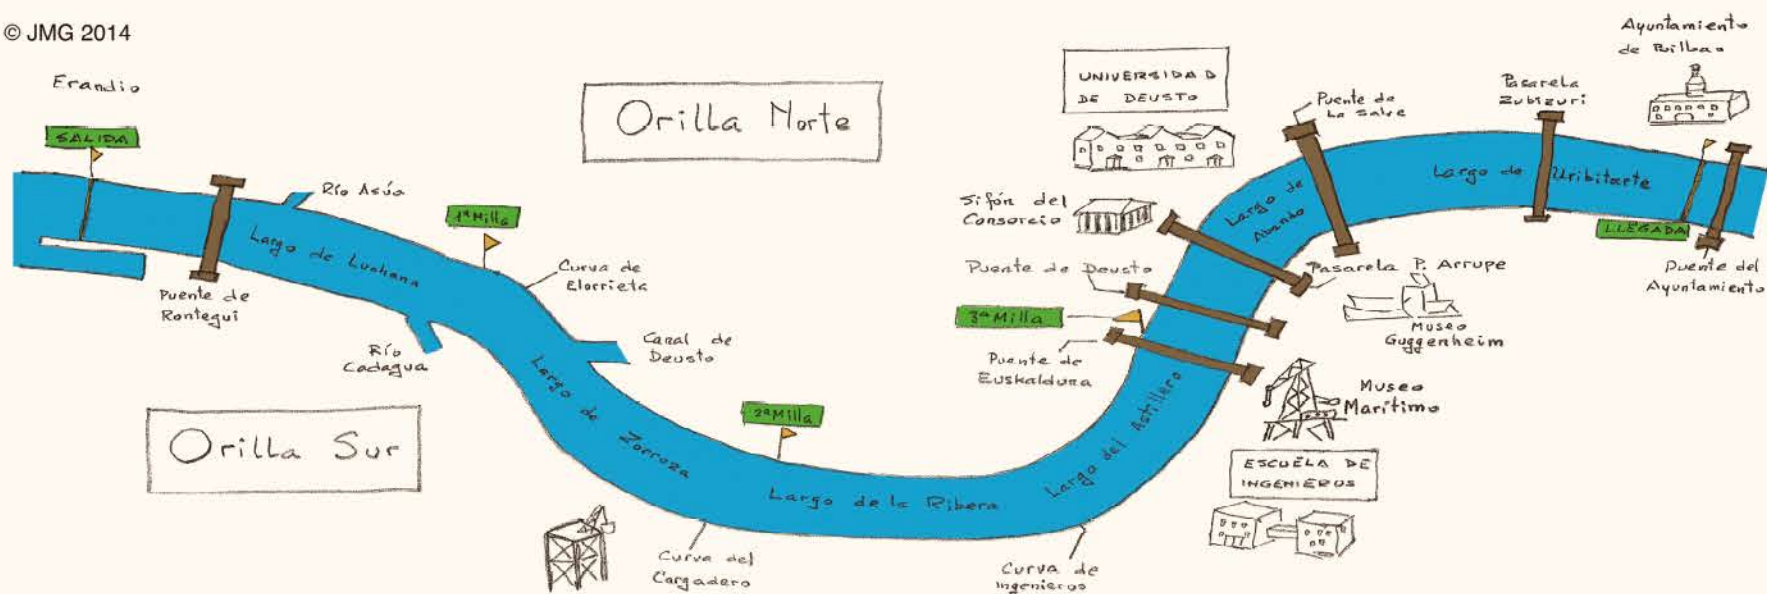 © JMG 2014
Erandio
SALIDA
Orilla Norte
UNIVERSIDAD
DE DEUSTO
Ayuntamiento
de Bilbao
Pasarela
Zubizuri
Puente de
La Salve
Río Asúa
1ª Milla
Largo de Luchana
Curva de
Elorrieta
Puente de
Rontegui
Río
Cadagua
Canal de
Deusto
Orilla Sur
Largo de Zorroza
2ª Milla
Largo de la Ribera
Curva del
Cargadero
Curva de
Ingenieros
Largo del Astillero
Sifón del
Consorcio
Puente de Deusto
3ª Milla
Puente de
Euskalduna
Largo de
Abando
Largo de Uribitarte
LLEGADA
Puente del
Ayuntamiento
Pasarela P. Arrupe
Museo
Guggenheim
Museo
Marítimo
ESCUELA DE
INGENIEROS